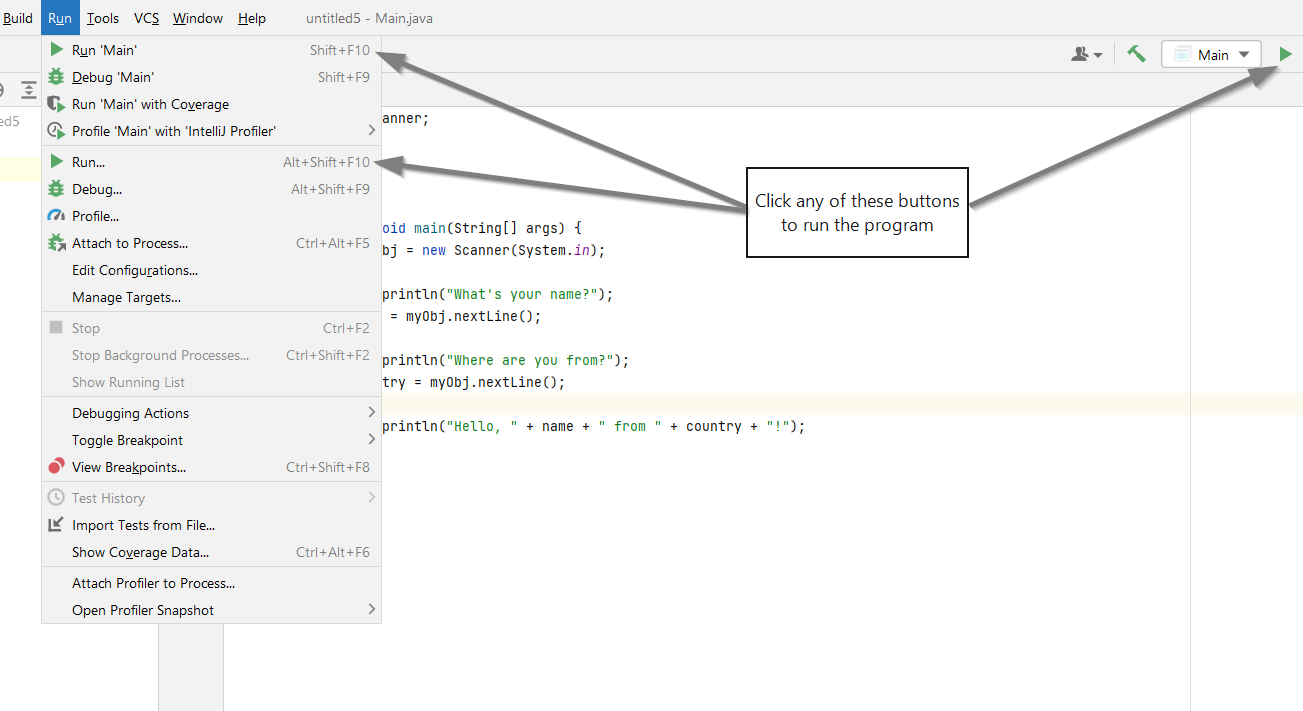 Build Run Tools VCS Window Help untitled5 - Main.java
Main
Run 'Main' Shift+F10
Debug 'Main' Shift+F9
Run 'Main' with Coverage
Profile 'Main' with 'IntelliJ Profiler'
Run... Alt+Shift+F10
Debug... Alt+Shift+F9
Profile...
Attach to Process... Ctrl+Alt+F5
Edit Configurations...
Manage Targets...
Stop Ctrl+F2
Stop Background Processes... Ctrl+Shift+F2
Show Running List
Debugging Actions
Toggle Breakpoint
View Breakpoints... Ctrl+Shift+F8
Test History
Import Tests from File...
Show Coverage Data... Ctrl+Alt+F6
Attach Profiler to Process...
Open Profiler Snapshot
ed5
anner;
oid main(String[] args) {
bj = new Scanner(System.in);
println("What's your name?");
= myObj.nextLine();
println("Where are you from?");
try = myObj.nextLine();
println("Hello, " + name + " from " + country + "!");
Click any of these buttons
to run the program